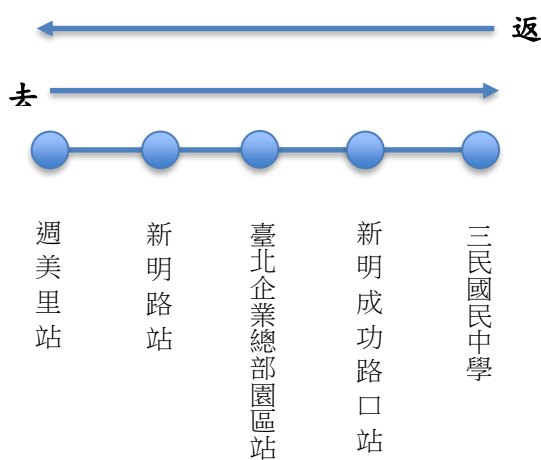 返
去
週美里站
新明路站
臺北企業總部園區站
新明成功路口站
三民國民中學